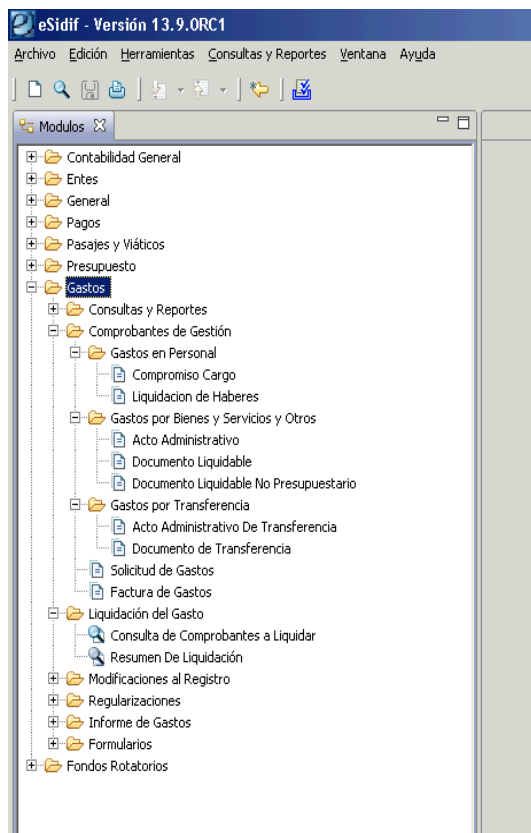 eSidif - Versión 13.9.0RC1
Archivo Edición Herramientas Consultas y Reportes Ventana Ayuda
Modulos
Contabilidad General
Entes
General
Pagos
Pasajes y Viáticos
Presupuesto
Gastos
Consultas y Reportes
Comprobantes de Gestión
Gastos en Personal
Compromiso Cargo
Liquidacion de Haberes
Gastos por Bienes y Servicios y Otros
Acto Administrativo
Documento Liquidable
Documento Liquidable No Presupuestario
Gastos por Transferencia
Acto Administrativo De Transferencia
Documento de Transferencia
Solicitud de Gastos
Factura de Gastos
Liquidación del Gasto
Consulta de Comprobantes a Liquidar
Resumen De Liquidación
Modificaciones al Registro
Regularizaciones
Informe de Gastos
Formularios
Fondos Rotatorios